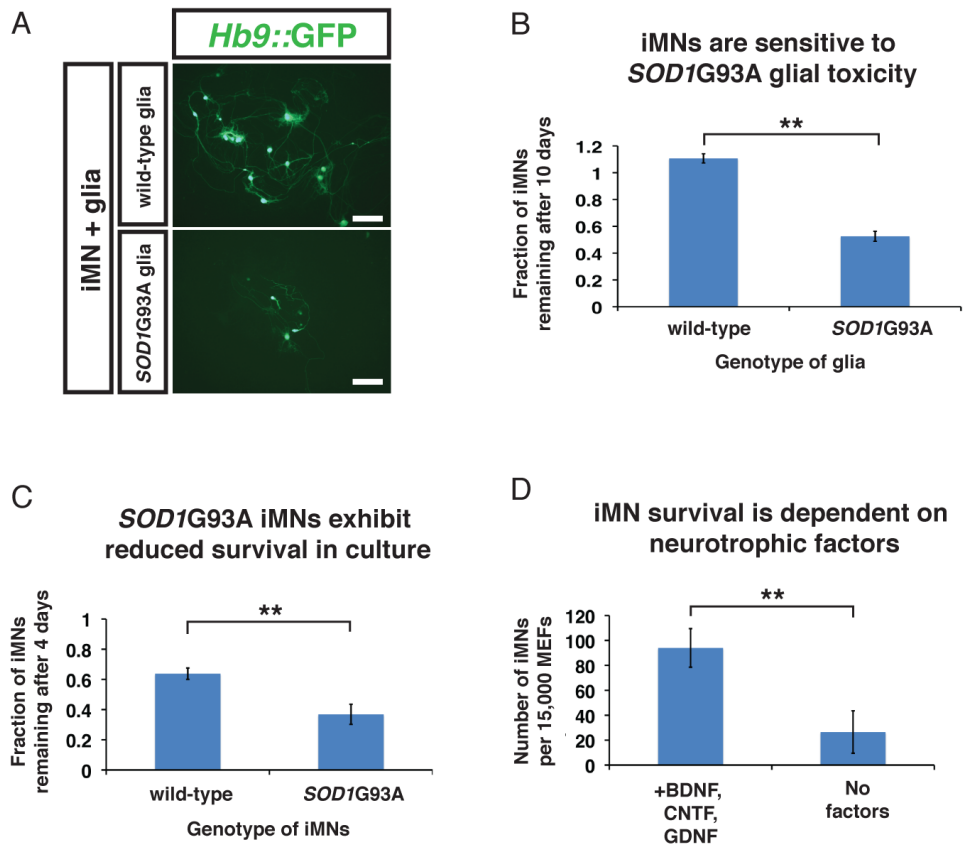 A
Hb9::GFP
iMN + glia
wild-type glia
SOD1G93A glia
B
iMNs are sensitive to
SOD1G93A glial toxicity
**
Fraction of iMNs
remaining after 10 days
1.2
1
0.8
0.6
0.4
0.2
0
wild-type
SOD1G93A
Genotype of glia
C
SOD1G93A iMNs exhibit
reduced survival in culture
**
Fraction of iMNs
remaining after 4 days
1
0.8
0.6
0.4
0.2
0
wild-type
SOD1G93A
Genotype of iMNs
D
iMN survival is dependent on
neurotrophic factors
**
Number of iMNs
per 15,000 MEFs
120
100
80
60
40
20
0
+BDNF,
CNTF,
GDNF
No
factors